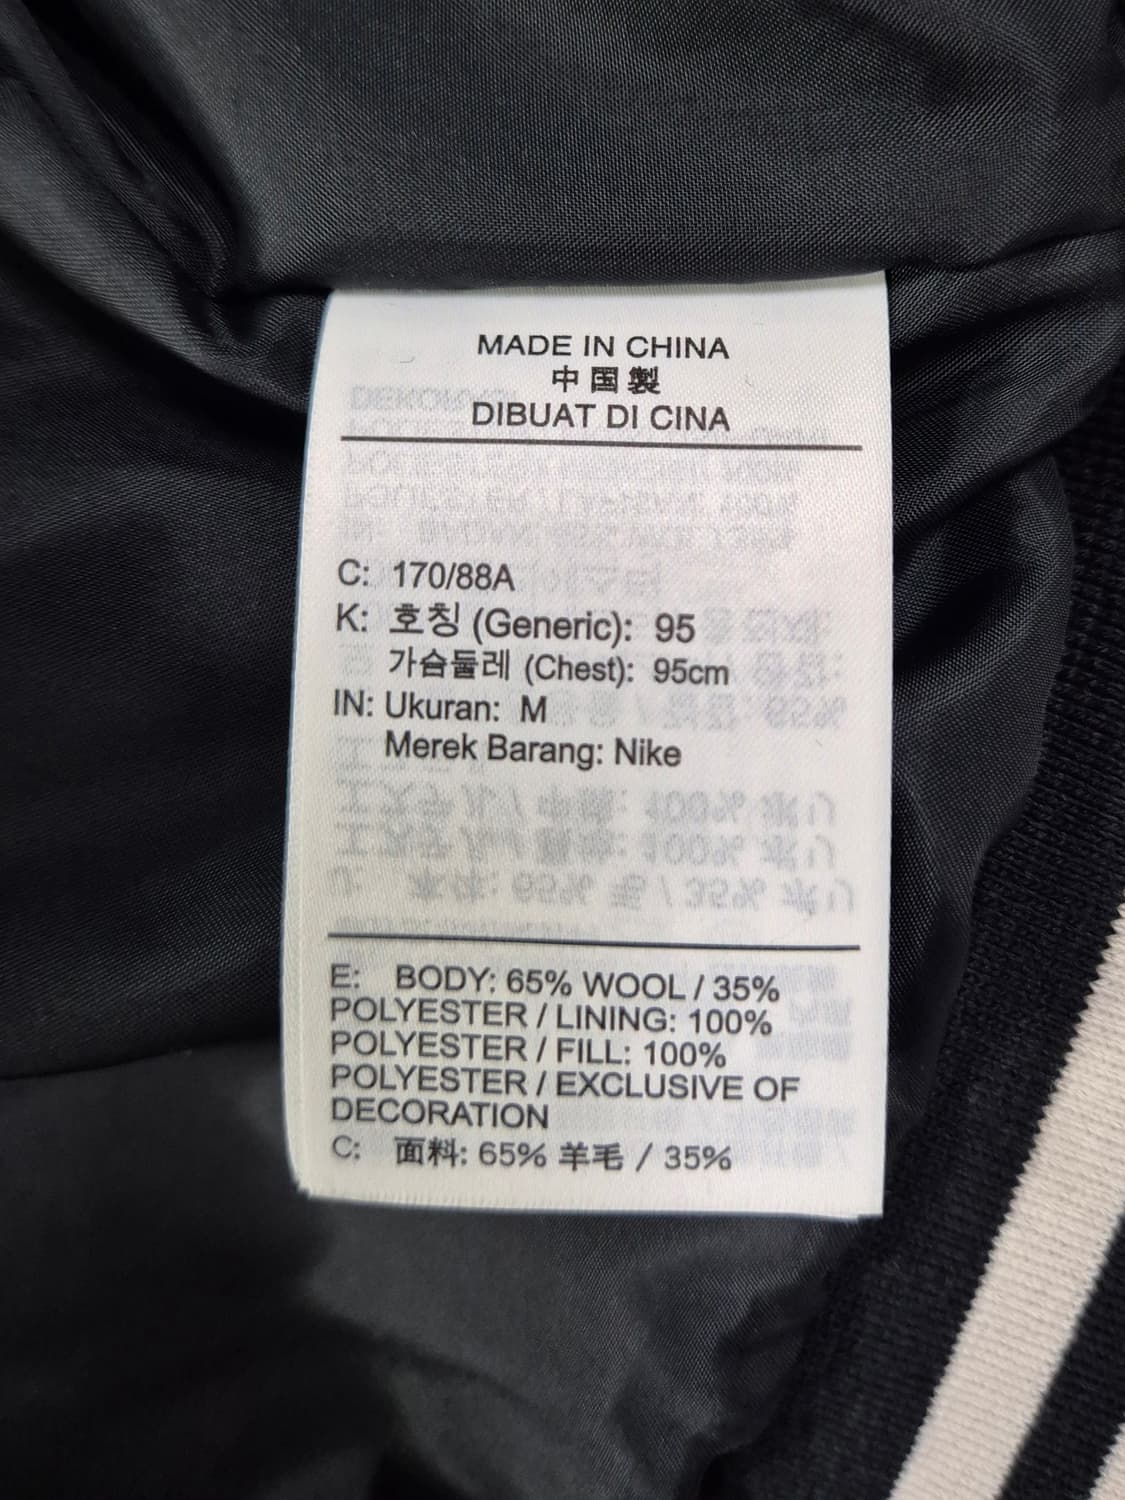 MADE IN CHINA
中国製
DIBUAT DI CINA
C: 170/88A
K: 호칭 (Generic): 95
가슴둘레 (Chest): 95cm
IN: Ukuran: M
Merek Barang: Nike
E: BODY: 65% WOOL / 35%
POLYESTER / LINING: 100%
POLYESTER / FILL: 100%
POLYESTER / EXCLUSIVE OF
DECORATION
C: 面料: 65% 羊毛 / 35%